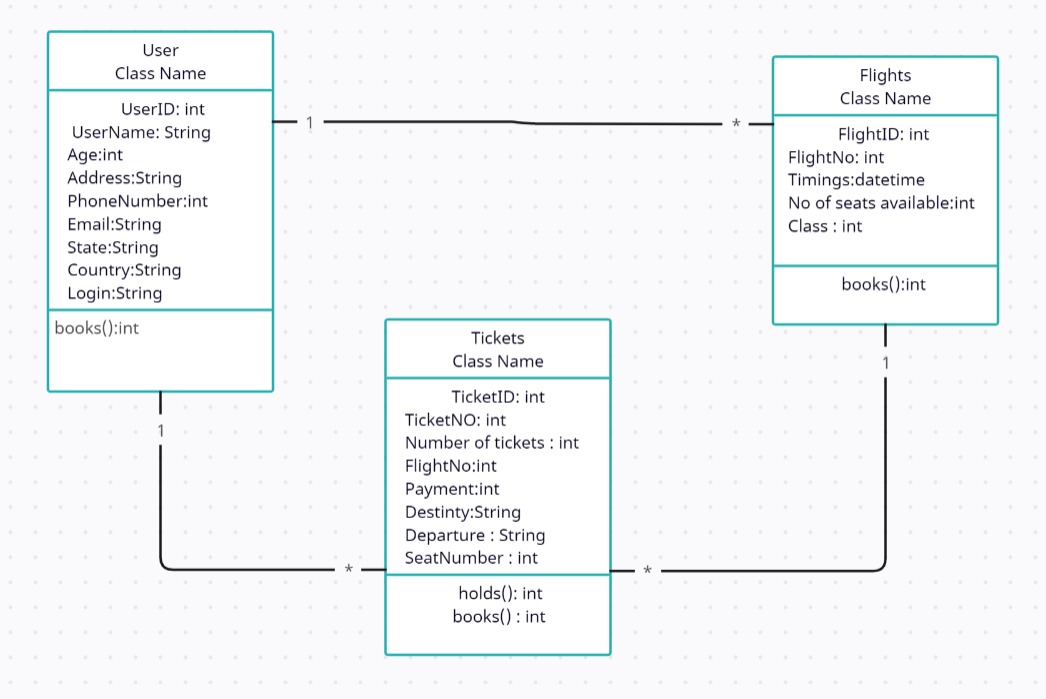 User
Class Name
UserID: int
UserName: String
Age:int
Address:String
PhoneNumber:int
Email:String
State:String
Country:String
Login:String
books():int
1
*
Flights
Class Name
FlightID: int
FlightNo: int
Timings:datetime
No of seats available:int
Class : int
books():int
1
*
Tickets
Class Name
TicketID: int
TicketNO: int
Number of tickets : int
FlightNo:int
Payment:int
Destinty:String
Departure : String
SeatNumber : int
holds(): int
books() : int
1
*